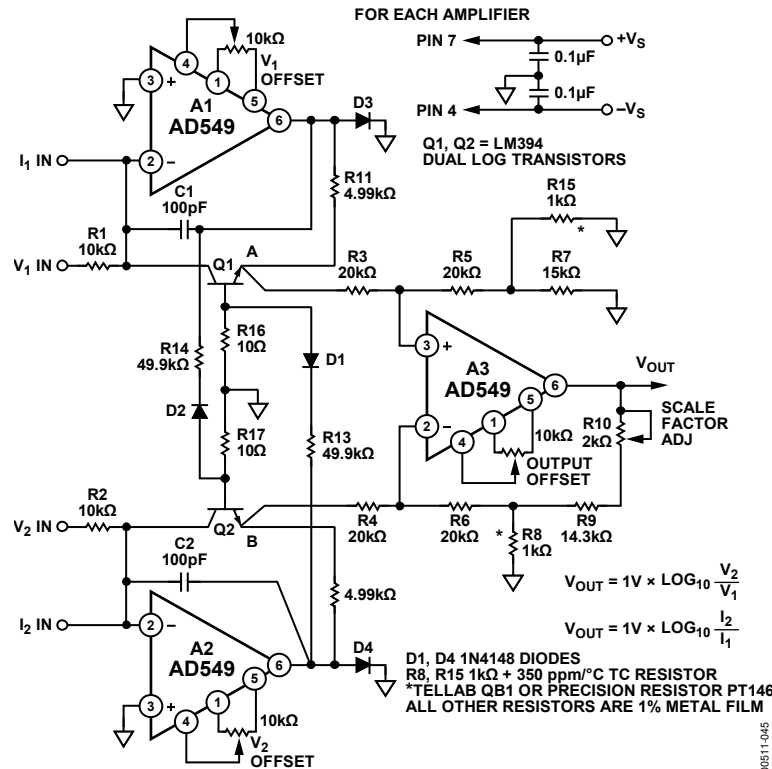 FOR EACH AMPLIFIER
PIN 7
+VS
0.1µF
0.1µF
PIN 4
–VS
Q1, Q2 = LM394
DUAL LOG TRANSISTORS
10kΩ
V1
OFFSET
4
3
+
1
5
A1
AD549
6
D3
I1 IN
2
–
C1
100pF
R11
4.99kΩ
R15
1kΩ
*
R1
10kΩ
V1 IN
Q1
A
R3
20kΩ
R5
20kΩ
R7
15kΩ
R16
10Ω
R14
49.9kΩ
D1
D2
3
+
A3
AD549
6
5
VOUT
2
–
1
4
10kΩ
OUTPUT
OFFSET
R10
2kΩ
SCALE
FACTOR
ADJ
R17
10Ω
R13
49.9kΩ
R2
10kΩ
V2 IN
Q2
B
R4
20kΩ
R6
20kΩ
* R8
1kΩ
R9
14.3kΩ
C2
100pF
4.99kΩ
VOUT = 1V × LOG10 V2/V1
VOUT = 1V × LOG10 I2/I1
I2 IN
2
–
A2
AD549
6
5
D4
3
+
1
4
10kΩ
V2
OFFSET
D1, D4 1N4148 DIODES
R8, R15 1kΩ + 350 ppm/°C TC RESISTOR
*TELLAB QB1 OR PRECISION RESISTOR PT146
ALL OTHER RESISTORS ARE 1% METAL FILM
00511-045